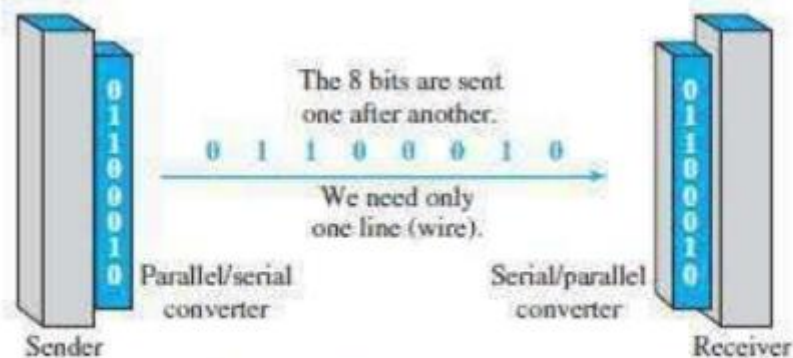 The 8 bits are sent
one after another.
0 1 1 0 0 0 1 0
We need only
one line (wire).
0
1
1
0
0
0
1
0
Parallel/serial
converter
Sender
0
1
1
0
0
0
1
0
Serial/parallel
converter
Receiver